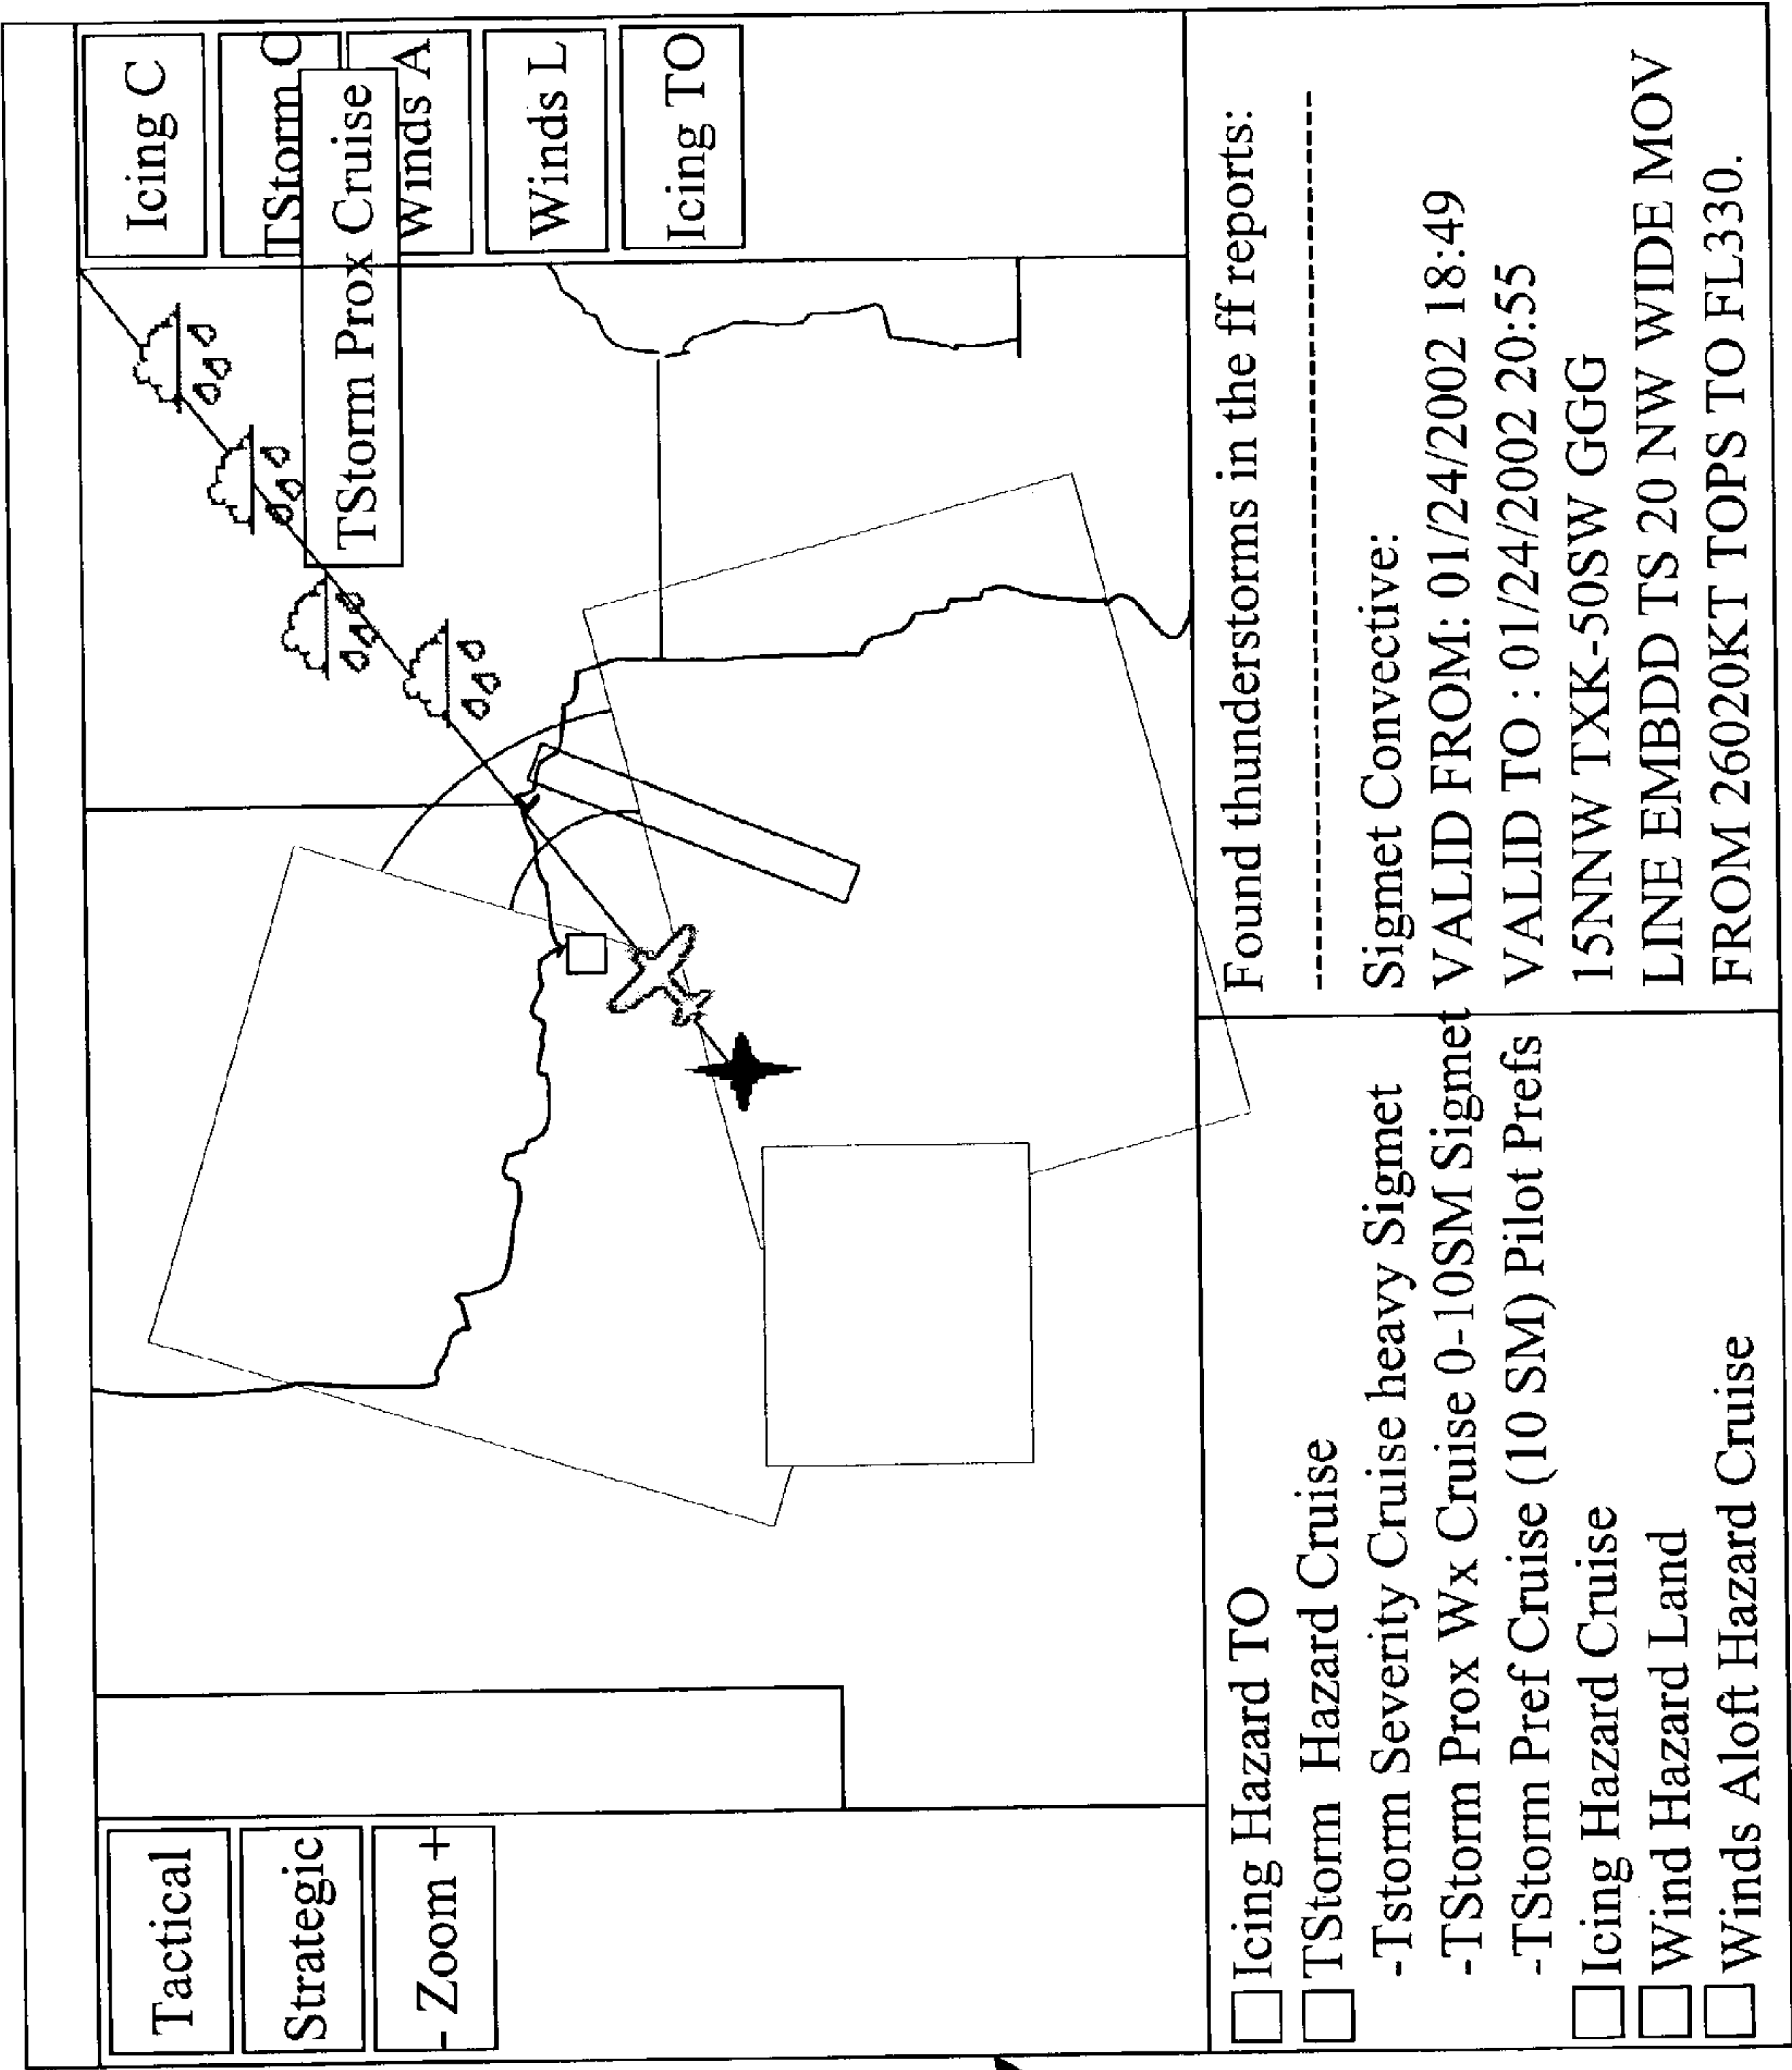 Tactical
Strategic
- Zoom +
Icing C
TStorm C
TStorm Prox Cruise
Winds A
Winds L
Icing TO
Icing Hazard TO
TStorm Hazard Cruise
-Tstorm Severity Cruise heavy Sigmet
-TStorm Prox Wx Cruise 0-10SM Sigmet
-TStorm Pref Cruise (10 SM) Pilot Prefs
Icing Hazard Cruise
Wind Hazard Land
Winds Aloft Hazard Cruise
Found thunderstoms in the ff reports:
--------------------------------------------------
Sigmet Convective:
VALID FROM: 01/24/2002 18:49
VALID TO : 01/24/2002 20:55
15NNW TXK-50SW GGG
LINE EMBDD TS 20 NW WIDE MOV
FROM 26020KT TOPS TO FL330.